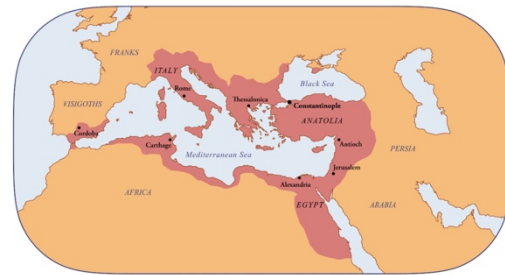 FRANKS
ITALY
Black Sea
Rome
Thessalonica
Constantinople
VISIGOTHS
ANATOLIA
Cordoba
Carthage
Mediterranean Sea
Antioch
PERSIA
Jerusalem
AFRICA
Alexandria
EGYPT
ARABIA